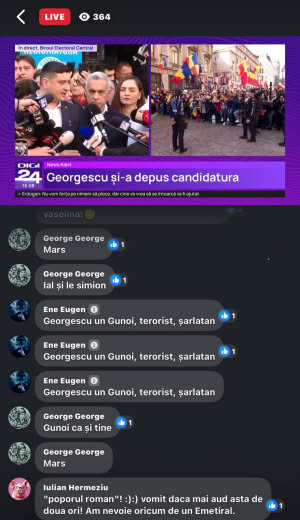 LIVE 364
În direct, Biroul Electoral Central
DIGI
24
News Alert
Georgescu și-a depus candidatura
Erdogan: Nu vom forța pe nimeni să plece, dar cine va vrea să se întoarcă va fi ajutat.
vaselina!
George George
Mars
1
George George
Ial și le simion
1
Ene Eugen
Georgescu un Gunoi, terorist, șarlatan
1
Ene Eugen
Georgescu un Gunoi, terorist, șarlatan
1
Ene Eugen
Georgescu un Gunoi, terorist, șarlatan
George George
Gunoi ca și tine
1
George George
Mars
Iulian Hermeziu
"poporul roman"! :):) vomit daca mai aud asta de
doua ori! Am nevoie oricum de un Emetiral.
1